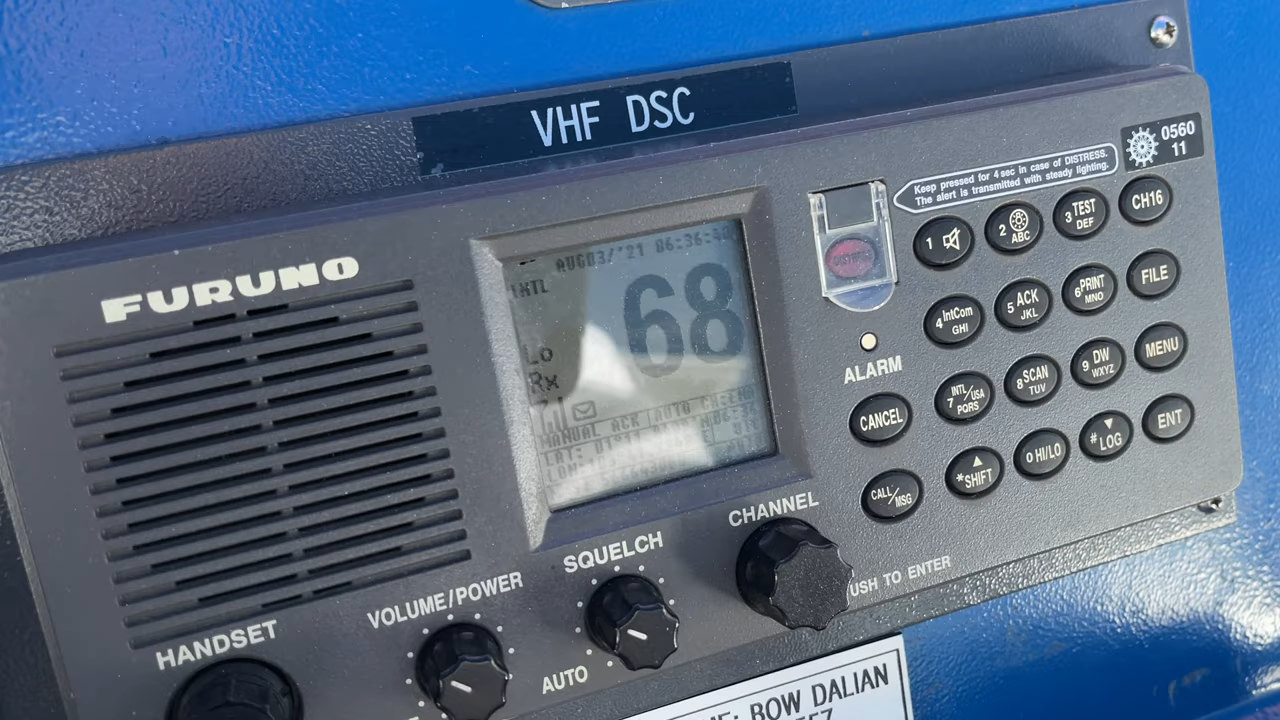 VHF DSC
0560
11
Keep pressed for 4 sec in case of DISTRESS.
The alert is transmitted with steady lighting.
FURUNO
AUG03/'21 06:36:
INTL
68
Lo
Rx
MANUAL ACK AUTO CH:ENA
LAT: 01°
DISTRESS
ALARM
1
2 ABC
3 TEST DEF
CH16
4 IntCom GHI
5 ACK JKL
6 PRINT MNO
FILE
CANCEL
7 INTL/USA PQRS
8 SCAN TUV
9 DW WXYZ
MENU
CALL/MSG
* SHIFT
0 HI/LO
# LOG
ENT
CHANNEL
PUSH TO ENTER
SQUELCH
AUTO
VOLUME/POWER
HANDSET
BOW DALIAN